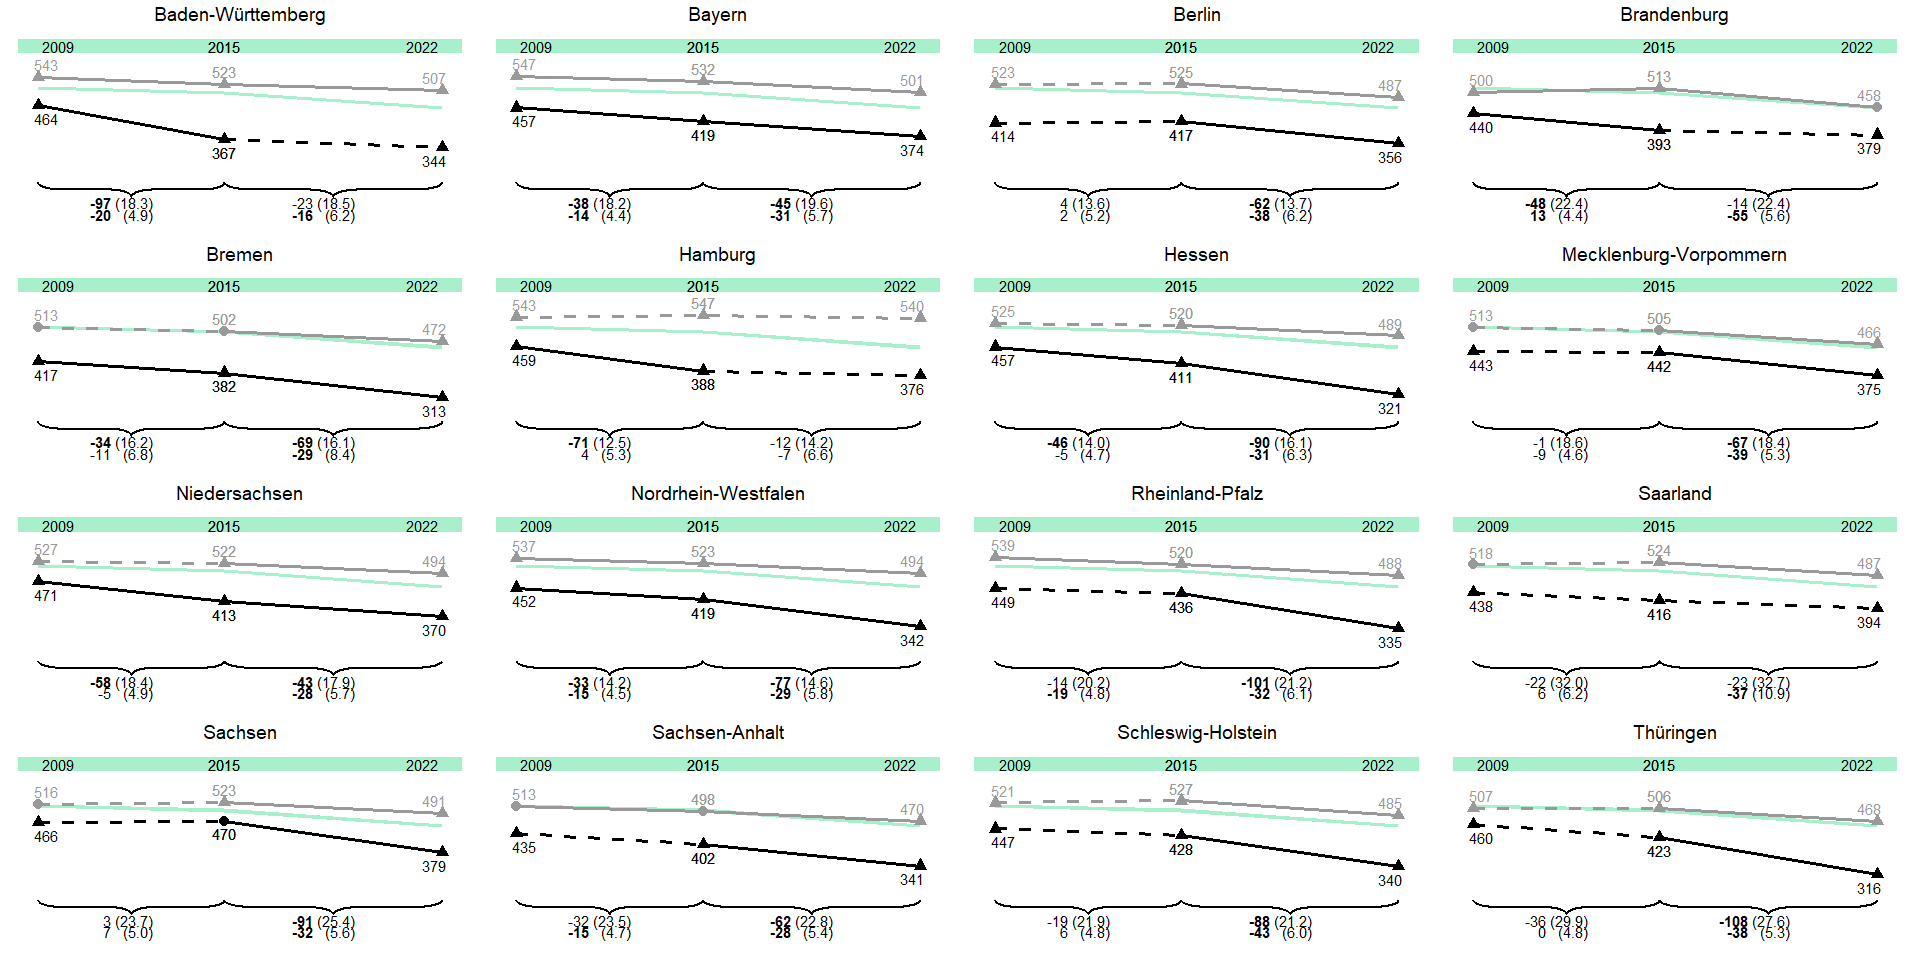 Baden-Württemberg
2009 2015 2022
543 523 507
464 367 344
-97 (18.3) -23 (18.5)
-20 (4.9) -16 (6.2)
Bayern
2009 2015 2022
547 532 501
457 419 374
-38 (18.2) -45 (19.6)
-14 (4.4) -31 (5.7)
Berlin
2009 2015 2022
523 525 487
414 417 356
4 (13.6) -62 (13.7)
2 (5.2) -38 (6.2)
Brandenburg
2009 2015 2022
500 513 458
440 393 379
-48 (22.4) -14 (22.4)
13 (4.4) -55 (5.6)
Bremen
2009 2015 2022
513 502 472
417 382 313
-34 (16.2) -69 (16.1)
-11 (6.8) -29 (8.4)
Hamburg
2009 2015 2022
543 547 540
459 388 376
-71 (12.5) -12 (14.2)
4 (5.3) -7 (6.6)
Hessen
2009 2015 2022
525 520 489
457 411 321
-46 (14.0) -90 (16.1)
-5 (4.7) -31 (6.3)
Mecklenburg-Vorpommern
2009 2015 2022
513 505 466
443 442 375
-1 (18.6) -67 (18.4)
-9 (4.6) -39 (5.3)
Niedersachsen
2009 2015 2022
527 522 494
471 413 370
-58 (18.4) -43 (17.9)
-5 (4.9) -28 (5.7)
Nordrhein-Westfalen
2009 2015 2022
537 523 494
452 419 342
-33 (14.2) -77 (14.6)
-15 (4.5) -29 (5.8)
Rheinland-Pfalz
2009 2015 2022
539 520 488
449 436 335
-14 (20.2) -101 (21.2)
-19 (4.8) -32 (6.1)
Saarland
2009 2015 2022
518 524 487
438 416 394
-22 (32.0) -23 (32.7)
6 (6.2) -37 (10.9)
Sachsen
2009 2015 2022
516 523 491
466 470 379
3 (23.7) -91 (25.4)
7 (5.0) -32 (5.6)
Sachsen-Anhalt
2009 2015 2022
513 498 470
435 402 341
-32 (23.5) -62 (22.8)
-15 (4.7) -28 (5.4)
Schleswig-Holstein
2009 2015 2022
521 527 485
447 428 340
-19 (21.9) -88 (21.2)
6 (4.8) -43 (6.0)
Thüringen
2009 2015 2022
507 506 468
460 423 316
-36 (29.9) -108 (27.6)
0 (4.8) -38 (5.3)